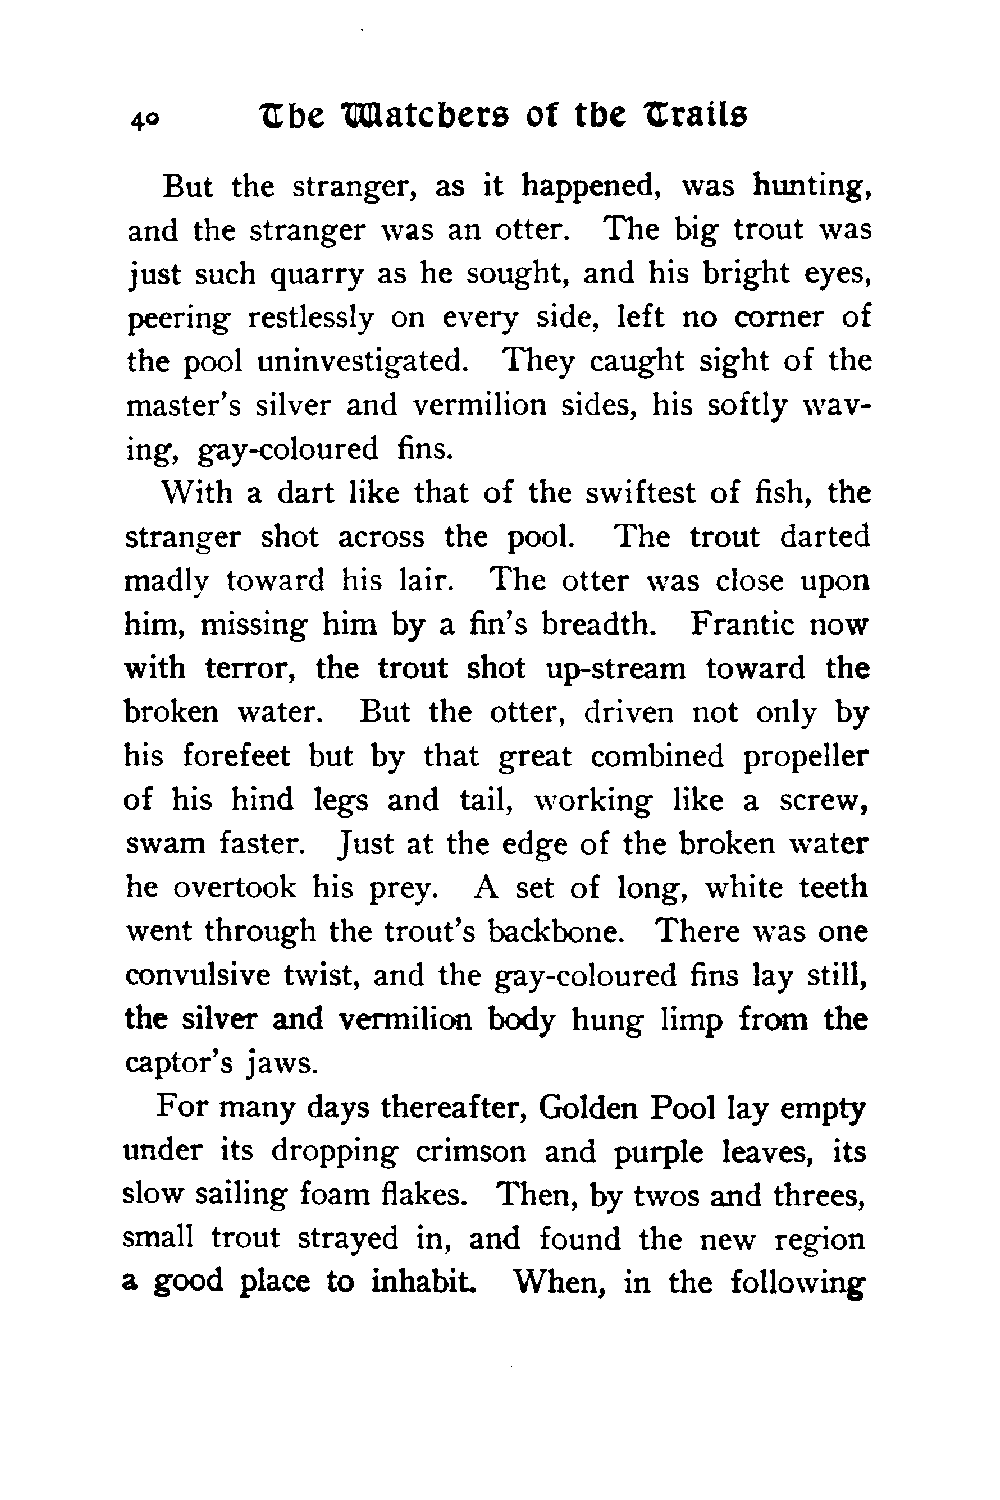 40 The Watchers of the Trails
But the stranger, as it happened, was hunting,
and the stranger was an otter. The big trout was
just such quarry as he sought, and his bright eyes,
peering restlessly on every side, left no corner of
the pool uninvestigated. They caught sight of the
master's silver and vermilion sides, his softly wav-
ing, gay-coloured fins.
With a dart like that of the swiftest of fish, the
stranger shot across the pool. The trout darted
madly toward his lair. The otter was close upon
him, missing him by a fin's breadth. Frantic now
with terror, the trout shot up-stream toward the
broken water. But the otter, driven not only by
his forefeet but by that great combined propeller
of his hind legs and tail, working like a screw,
swam faster. Just at the edge of the broken water
he overtook his prey. A set of long, white teeth
went through the trout's backbone. There was one
convulsive twist, and the gay-coloured fins lay still,
the silver and vermilion body hung limp from the
captor's jaws.
For many days thereafter, Golden Pool lay empty
under its dropping crimson and purple leaves, its
slow sailing foam flakes. Then, by twos and threes,
small trout strayed in, and found the new region
a good place to inhabit. When, in the following